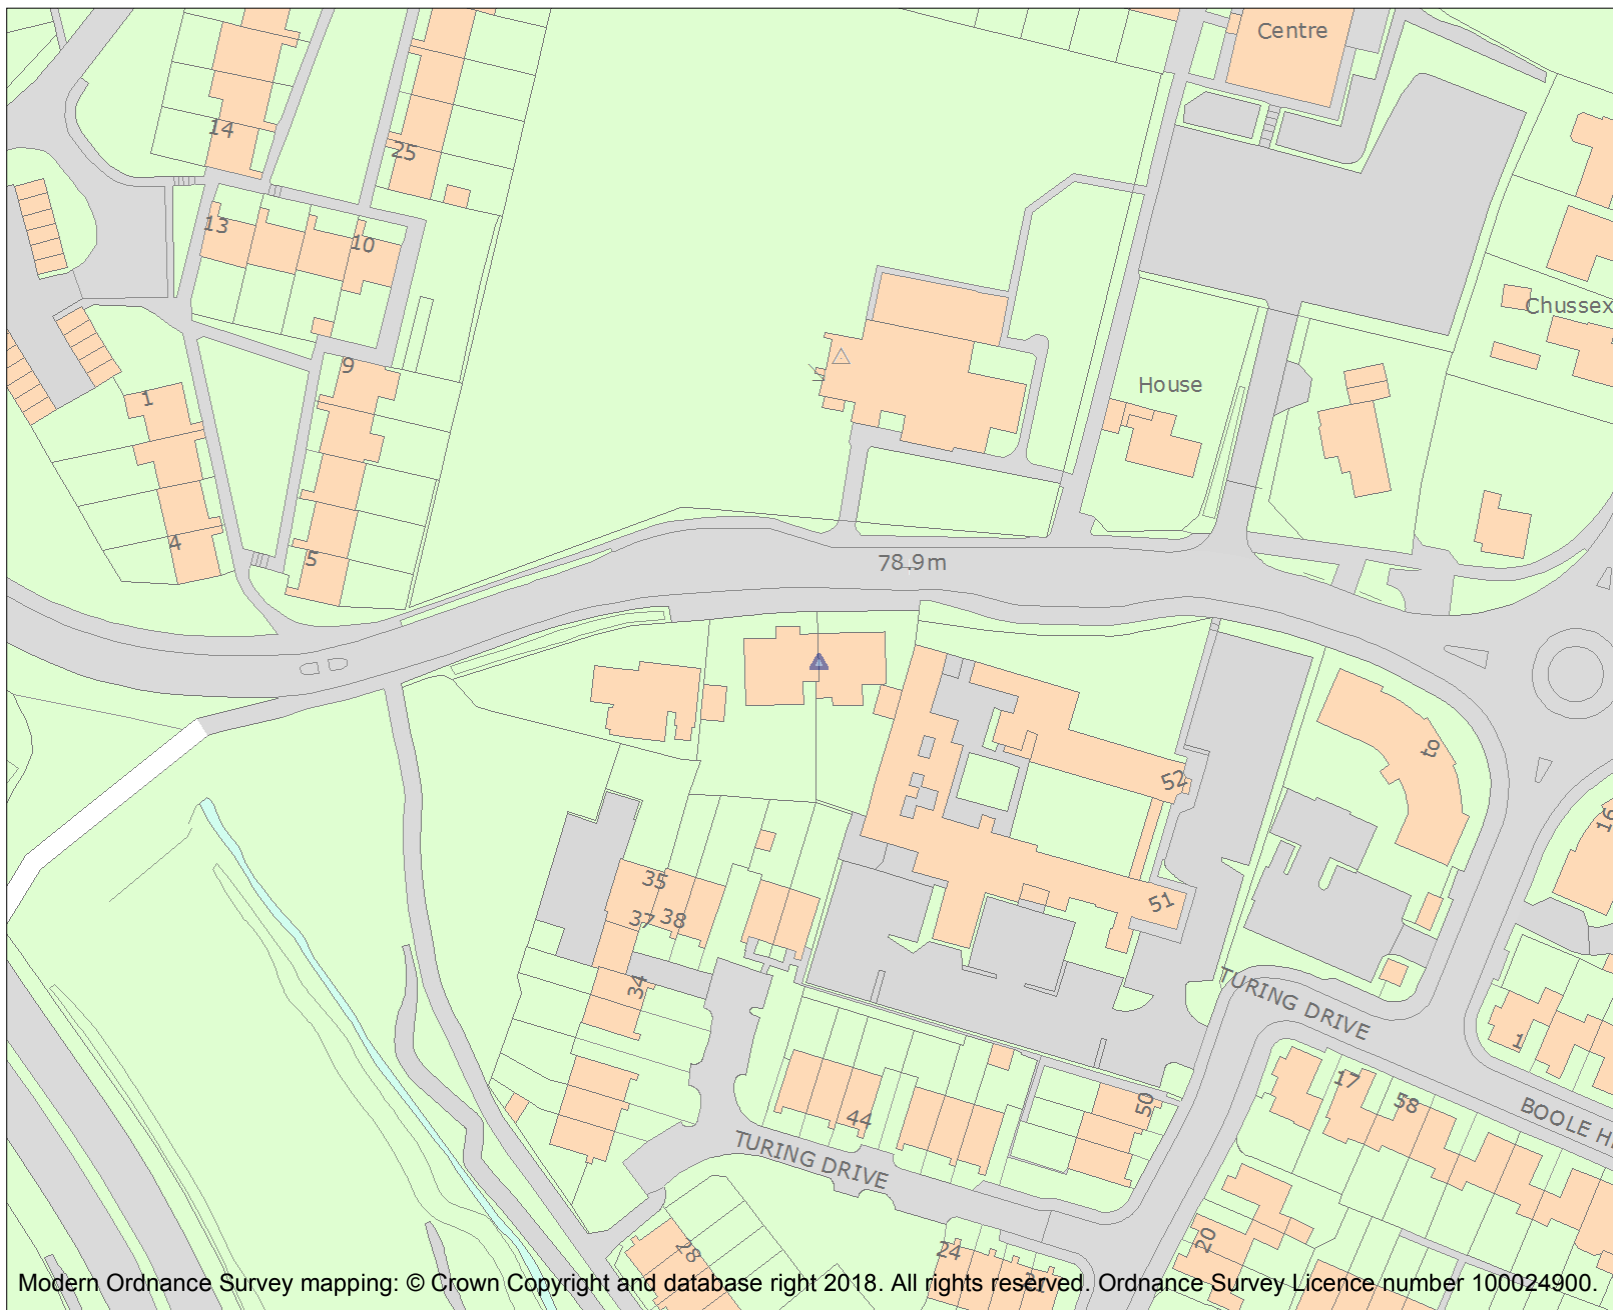 Centre
14
25
13
10
Chussex
9
House
1
4
5
78.9m
to
52
16
35
37 38
51
34
TURING DRIVE
1
17
58
50
44
BOOLE H
TURING DRIVE
20
28
24
Modern Ordnance Survey mapping: © Crown Copyright and database right 2018. All rights reserved. Ordnance Survey Licence number 100024900.